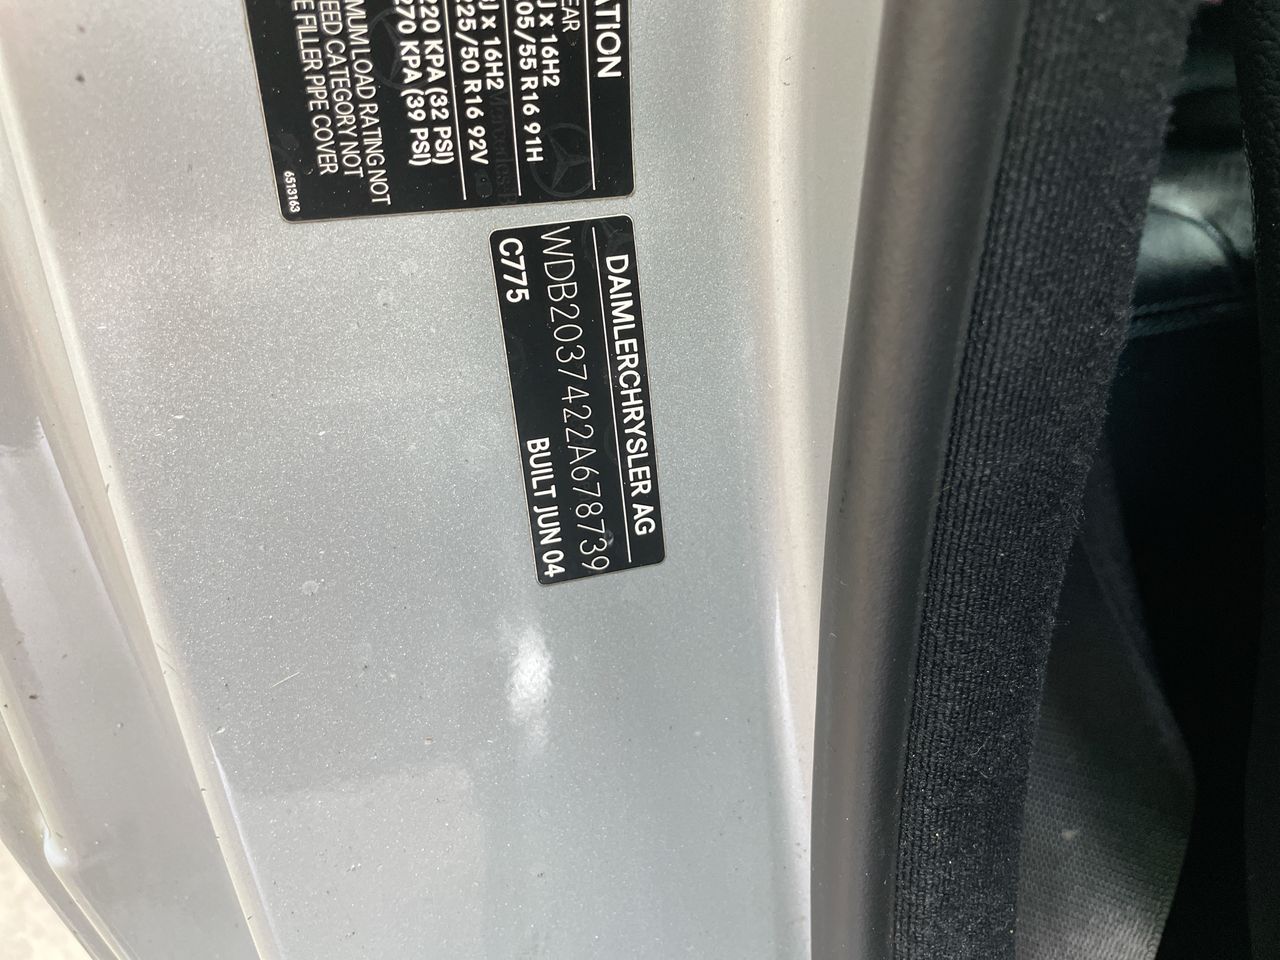 ATION
EAR
J x 16H2
05/55 R16 91H
J x 16H2
225/50 R16 92V
220 KPA (32 PSI)
270 KPA (39 PSI)
MUM LOAD RATING NOT
EED CATEGORY NOT
E FILLER PIPE COVER
6513163
DAIMLERCHRYSLER AG
WDB2037422A678739
C775 BUILT JUN 04